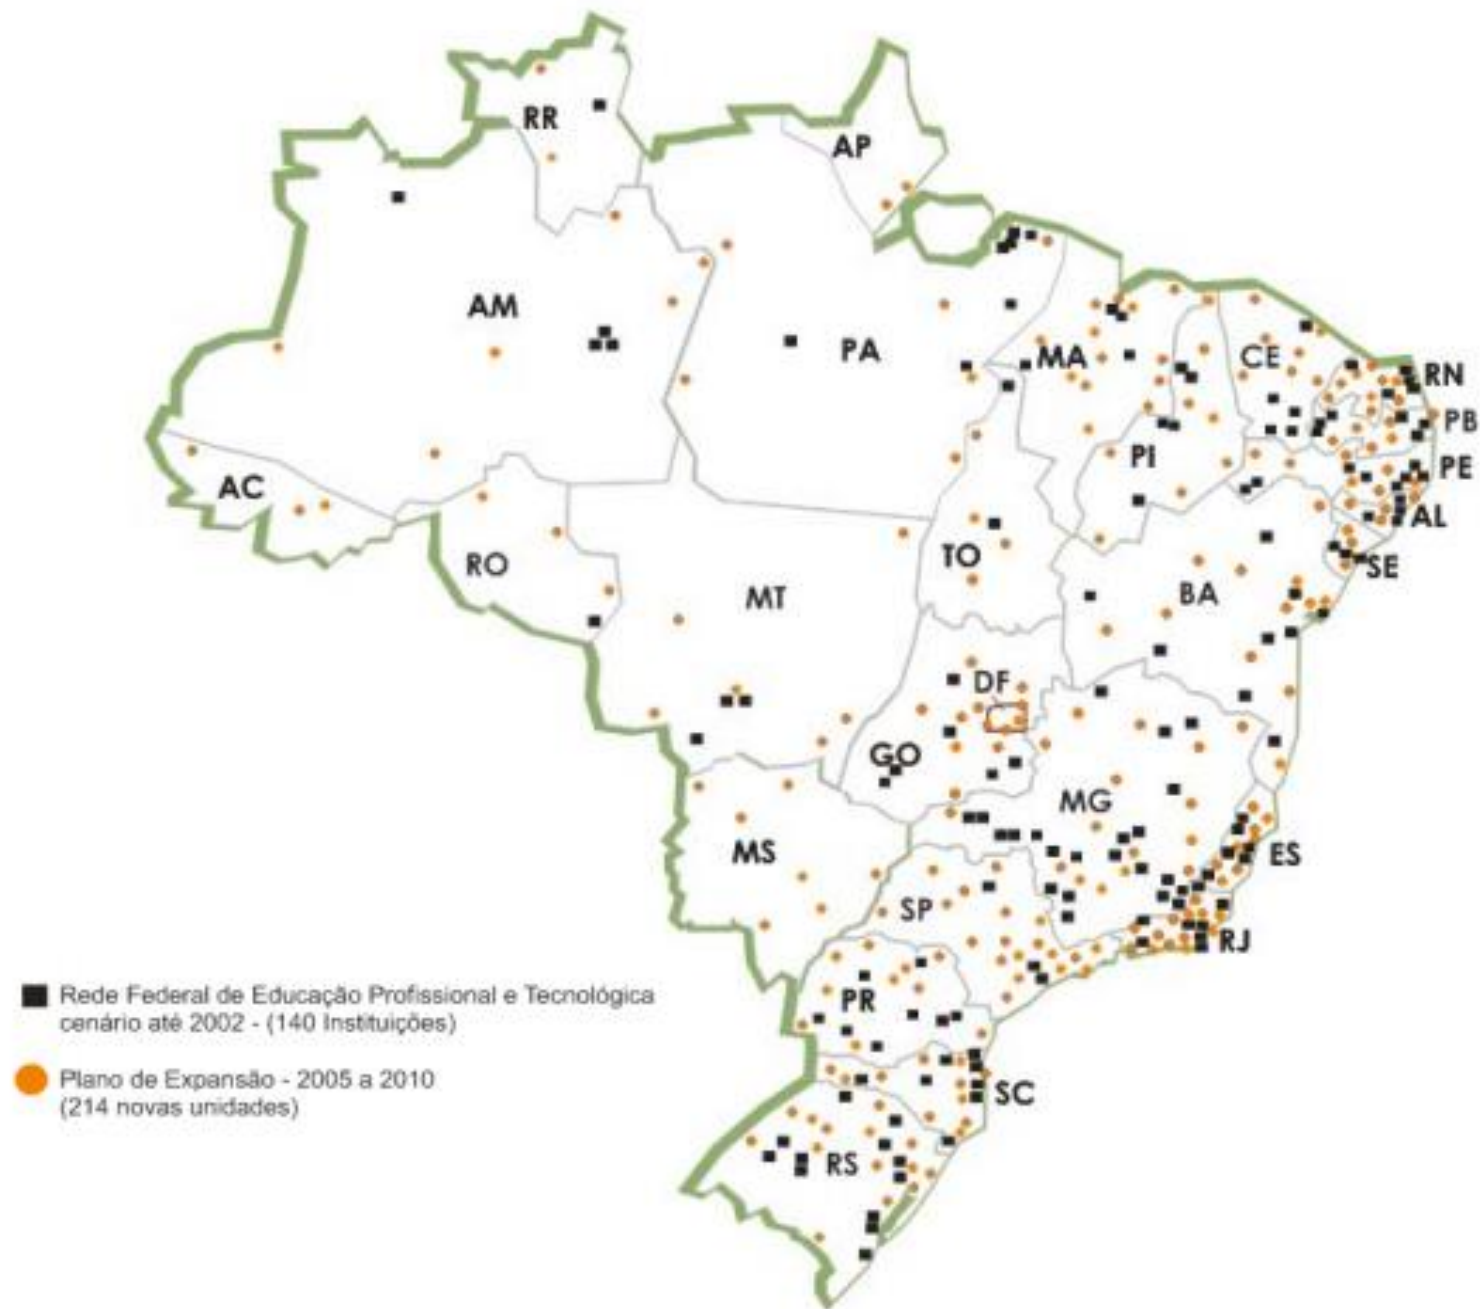 RR
AP
AM
PA
MA
CE
RN
PB
PI
PE
AC
AL
TO
RO
SE
MT
BA
DF
GO
MG
MS
ES
SP
RJ
Rede Federal de Educação Profissional e Tecnológica
cenário até 2002 - (140 Instituições)
PR
Plano de Expansão - 2005 a 2010
(214 novas unidades)
SC
RS